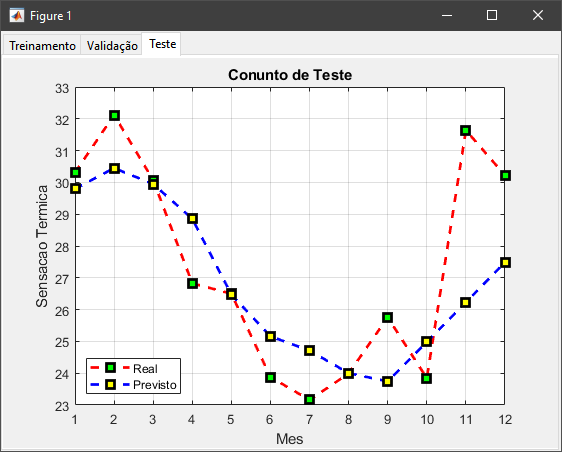 Figure 1
Treinamento Validação Teste
Conunto de Teste
Sensacao Termica
33
32
31
30
29
28
27
26
25
24
23
Real
Previsto
1 2 3 4 5 6 7 8 9 10 11 12
Mes